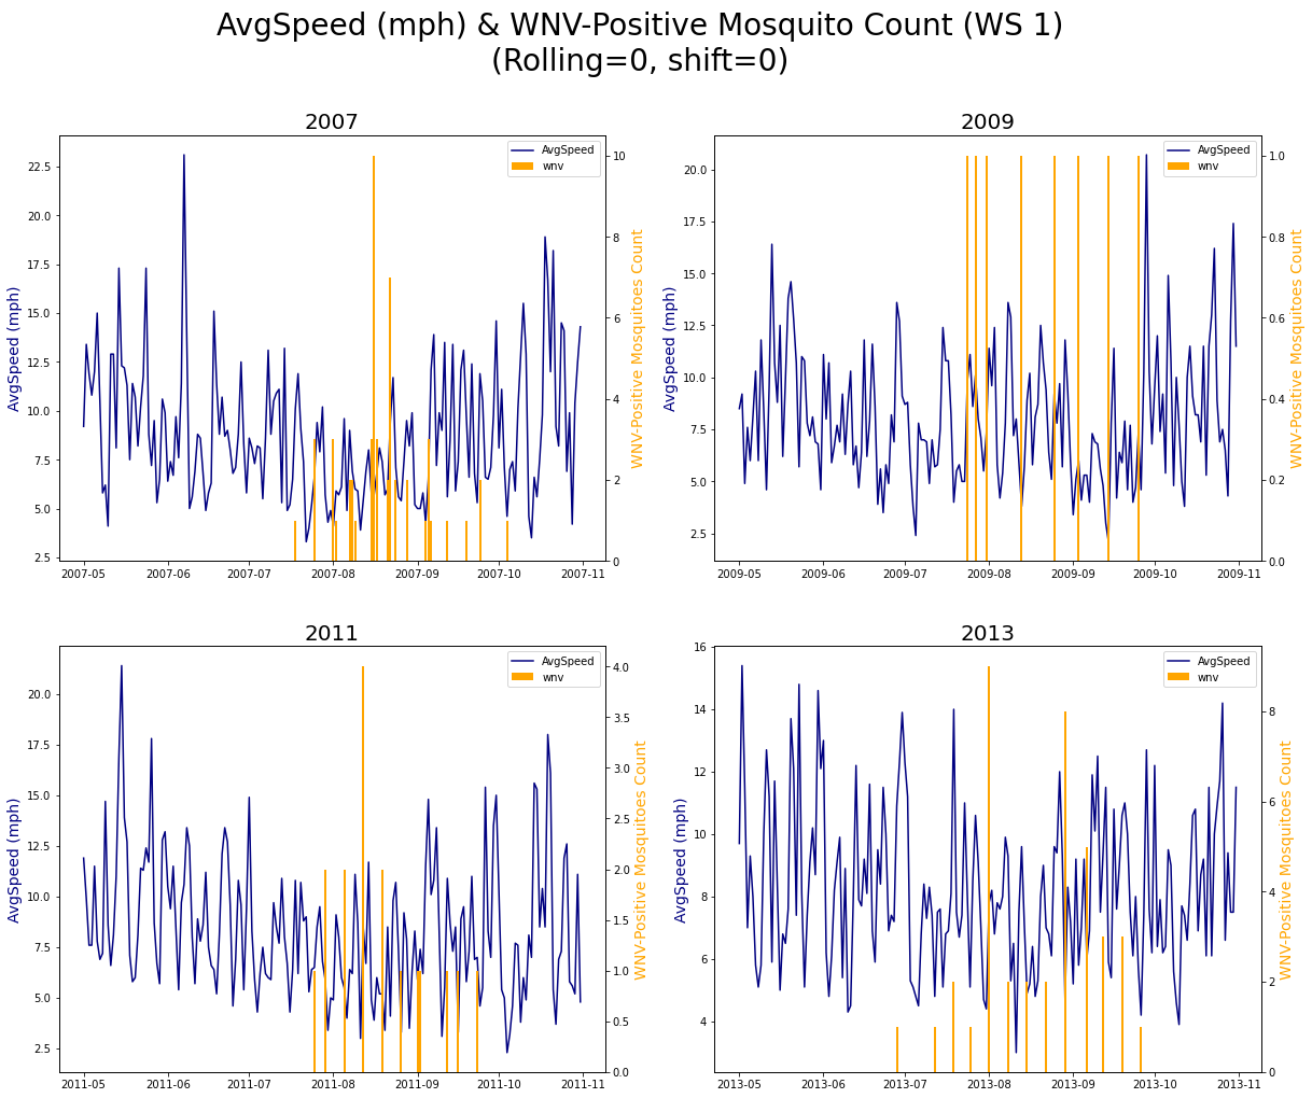 AvgSpeed (mph) & WNV-Positive Mosquito Count (WS 1)
(Rolling=0, shift=0)
2007
AvgSpeed
wnv
22.5
20.0
17.5
15.0
12.5
10.0
7.5
5.0
2.5
AvgSpeed (mph)
10
8
6
4
2
0
WNV-Positive Mosquitoes Count
2007-05 2007-06 2007-07 2007-08 2007-09 2007-10 2007-11
2009
AvgSpeed
wnv
20.0
17.5
15.0
12.5
10.0
7.5
5.0
2.5
AvgSpeed (mph)
1.0
0.8
0.6
0.4
0.2
0.0
WNV-Positive Mosquitoes Count
2009-05 2009-06 2009-07 2009-08 2009-09 2009-10 2009-11
2011
AvgSpeed
wnv
20.0
17.5
15.0
12.5
10.0
7.5
5.0
2.5
AvgSpeed (mph)
4.0
3.5
3.0
2.5
2.0
1.5
1.0
0.5
0.0
WNV-Positive Mosquitoes Count
2011-05 2011-06 2011-07 2011-08 2011-09 2011-10 2011-11
2013
AvgSpeed
wnv
16
14
12
10
8
6
4
AvgSpeed (mph)
8
6
4
2
0
WNV-Positive Mosquitoes Count
2013-05 2013-06 2013-07 2013-08 2013-09 2013-10 2013-11